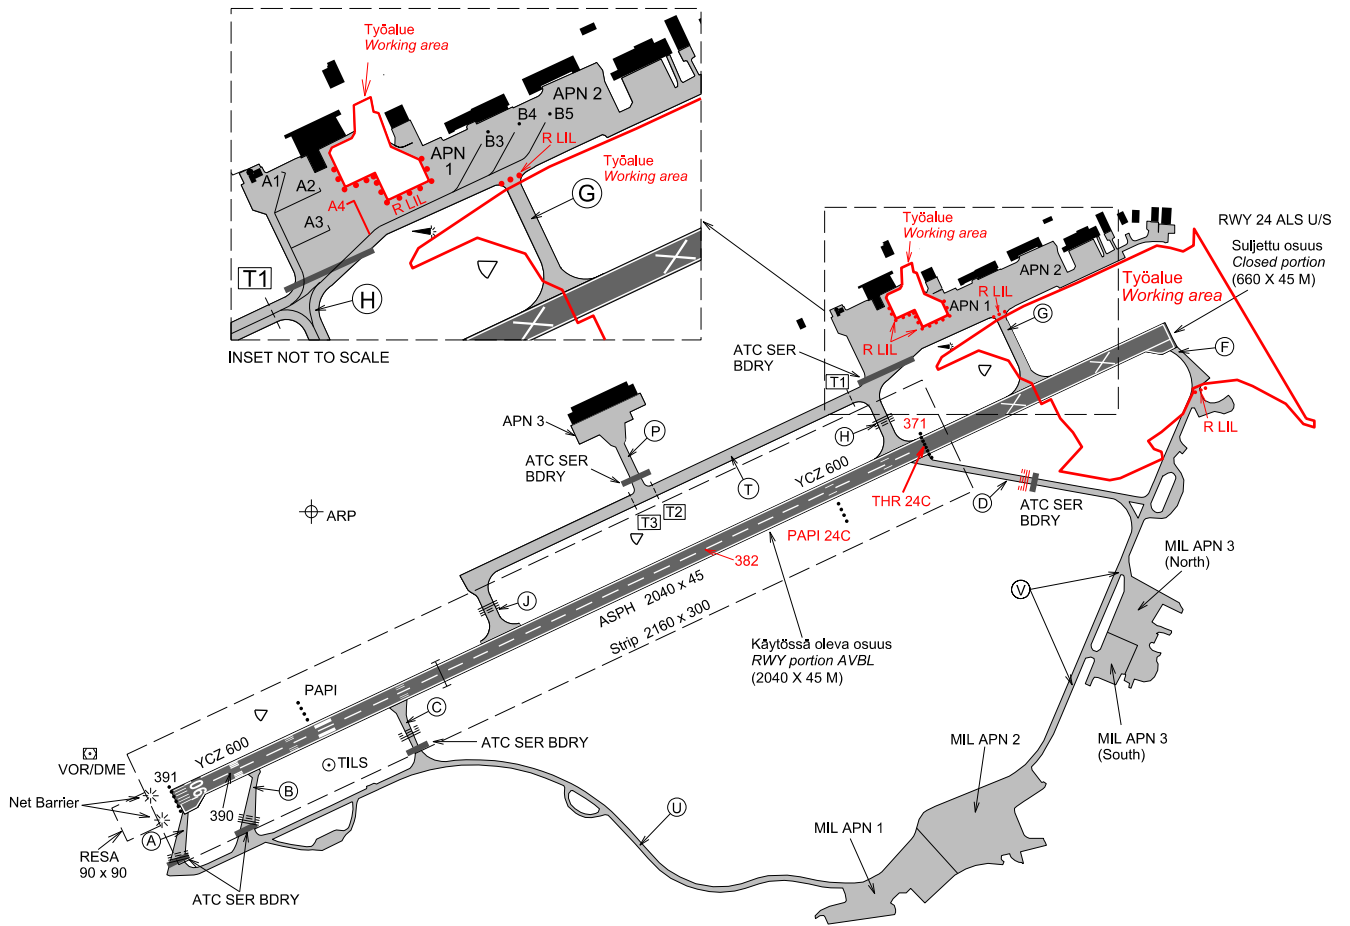 Työalue
Working area
APN 2
B4
B5
B3
R LIL
APN
1
Työalue
Working area
A1
A2
A3
A4
R LIL
G
T1
H
INSET NOT TO SCALE
Työalue
Working area
RWY 24 ALS U/S
Suljettu osuus
Closed portion
(660 X 45 M)
APN 2
Työalue
Working area
R LIL
APN 1
G
R LIL
F
ATC SER
BDRY
T1
R LIL
APN 3
P
H
371
ATC SER
BDRY
T
YCZ 600
THR 24C
D
ATC SER
BDRY
ARP
T2
T3
PAPI 24C
382
MIL APN 3
(North)
V
J
ASPH 2040 x 45
Strip 2160 x 300
Käytössä oleva osuus
RWY portion AVBL
(2040 X 45 M)
PAPI
C
ATC SER BDRY
MIL APN 2
MIL APN 3
(South)
YCZ 600
VOR/DME
TILS
391
06
Net Barrier
390
B
U
A
MIL APN 1
RESA
90 x 90
ATC SER BDRY